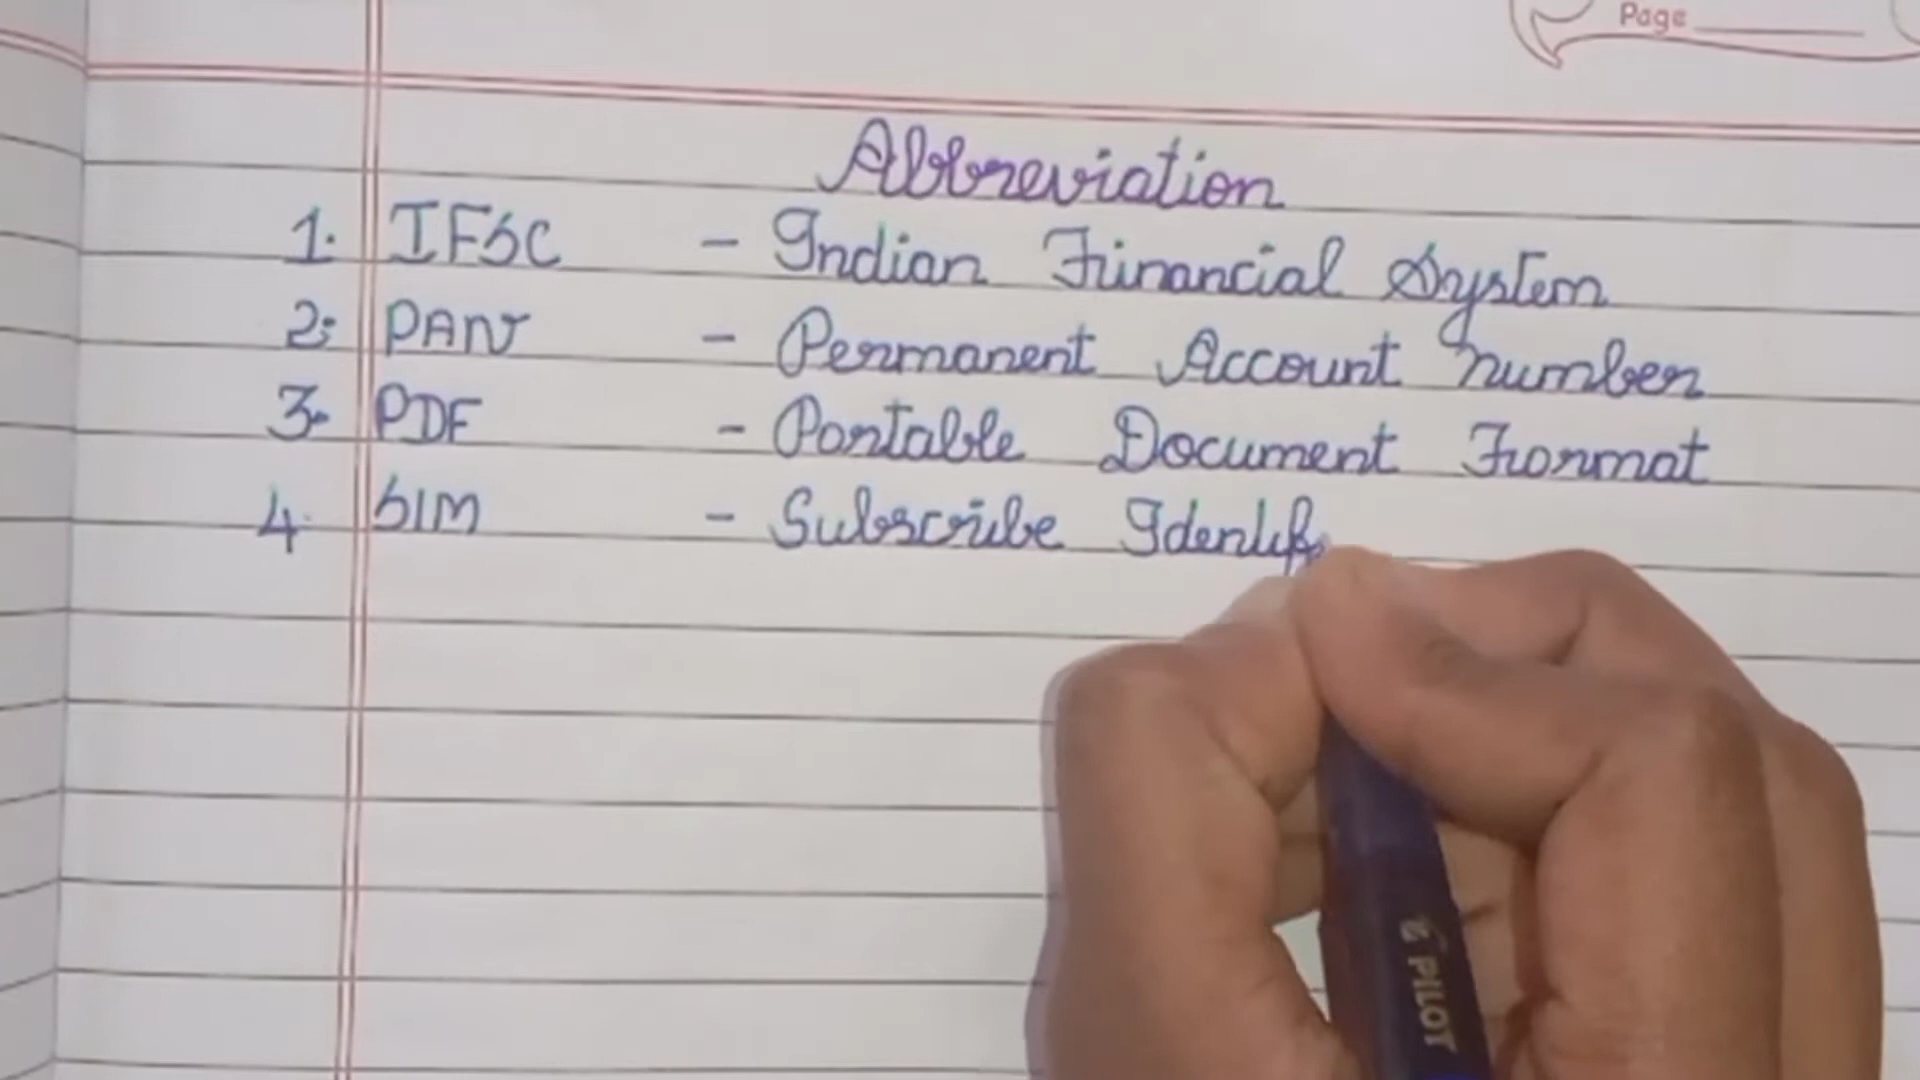 Page
Abbreviation
1. IFSC - Indian Financial System
2. PAN - Permanent Account number
3. PDF - Portable Document Format
4. SIM - Subscribe Identify
PILOT